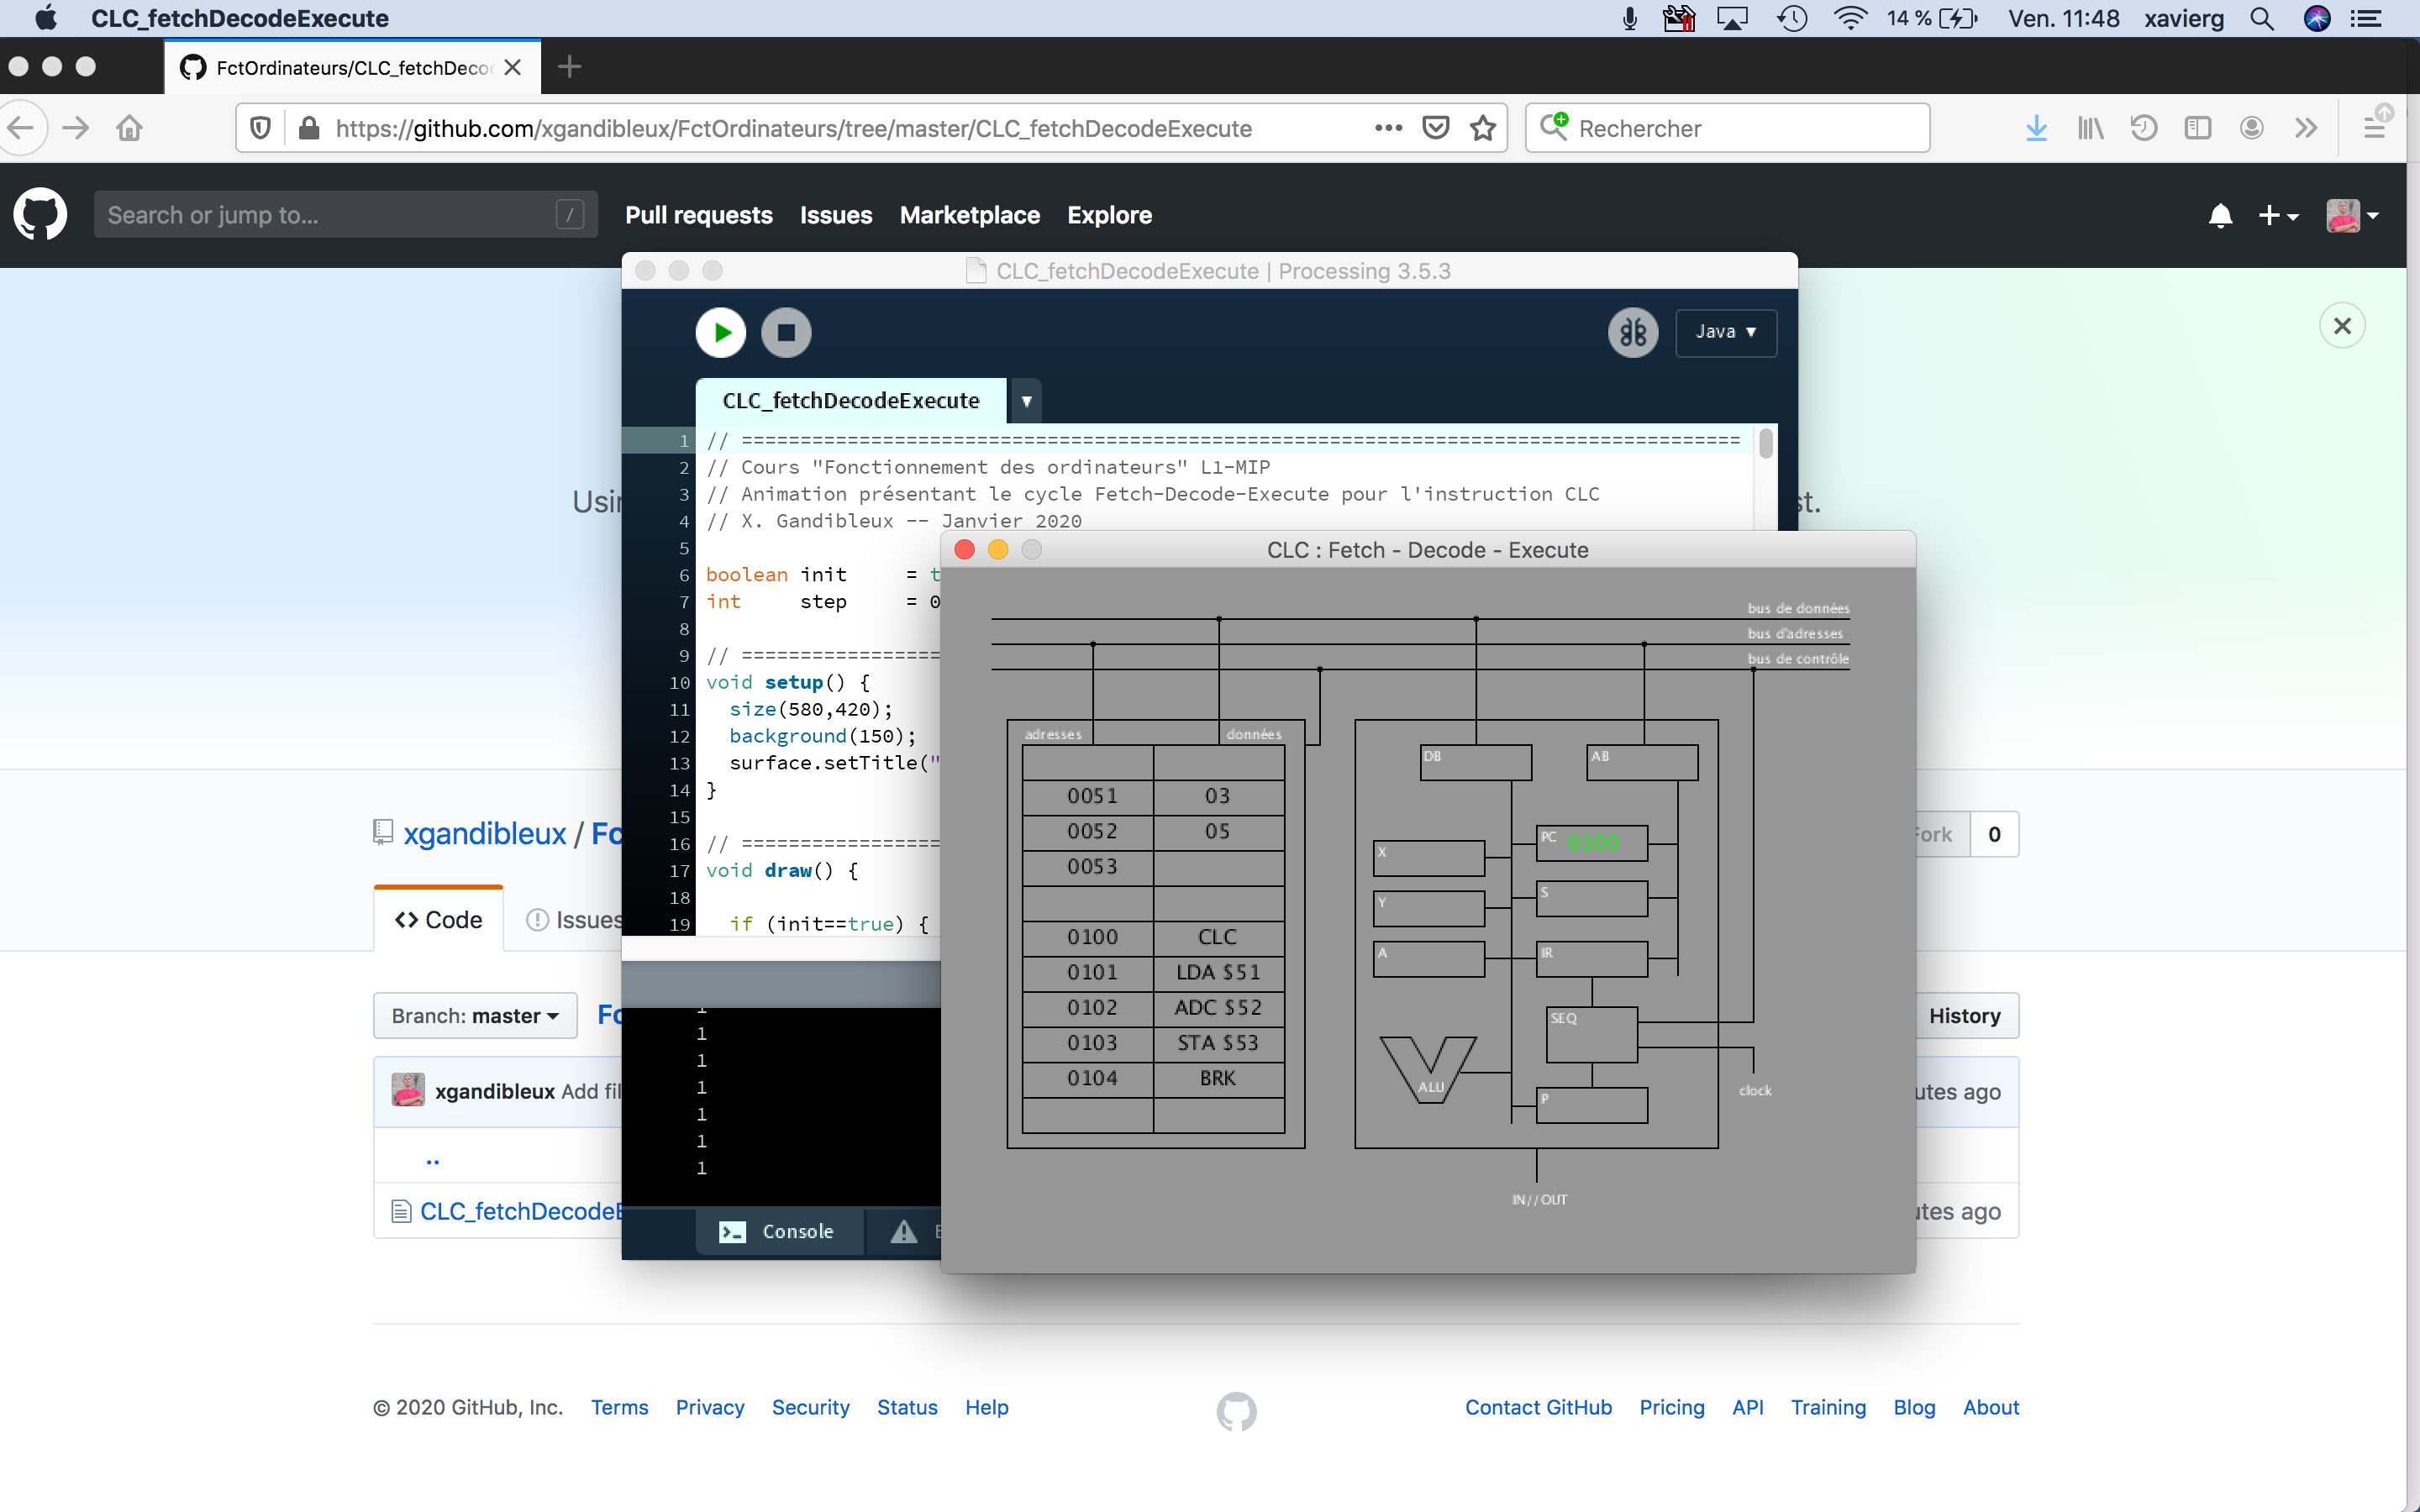 CLC_fetchDecodeExecute
14 %
Ven. 11:48
xavierg
FctOrdinateurs/CLC_fetchDeco
https://github.com/xgandibleux/FctOrdinateurs/tree/master/CLC_fetchDecodeExecute
Rechercher
Search or jump to...
/
Pull requests
Issues
Marketplace
Explore
CLC_fetchDecodeExecute | Processing 3.5.3
Java
CLC_fetchDecodeExecute
1 // =====================================================================================
2 // Cours "Fonctionnement des ordinateurs" L1-MIP
3 // Animation présentant le cycle Fetch-Decode-Execute pour l'instruction CLC
4 // X. Gandibleux -- Janvier 2020
5
6 boolean init = t
7 int step = 0
8
9 // =================
10 void setup() {
11 size(580,420);
12 background(150);
13 surface.setTitle("
14 }
15
16 // =================
17 void draw() {
18
19 if (init==true) {
1
1
1
1
1
1
1
Console
CLC : Fetch - Decode - Execute
bus de données
bus d'adresses
bus de contrôle
adresses données
0051 03
0052 05
0053
0100 CLC
0101 LDA $51
0102 ADC $52
0103 STA $53
0104 BRK
DB
AB
PC 0100
X
S
Y
A
IR
SEQ
ALU
P
clock
IN//OUT
xgandibleux /
Fork
0
Code
Issues
Branch: master
History
xgandibleux Add fil
utes ago
..
CLC_fetchDecodeE
utes ago
© 2020 GitHub, Inc.
Terms
Privacy
Security
Status
Help
Contact GitHub
Pricing
API
Training
Blog
About